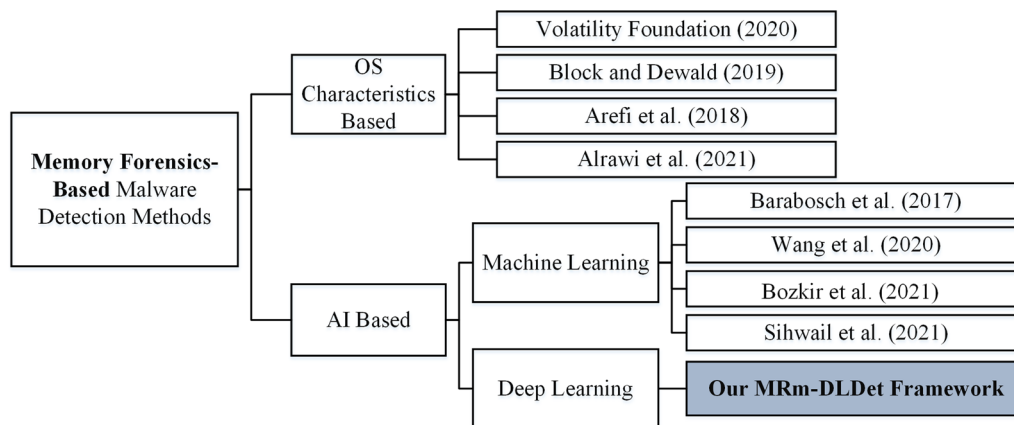 Memory Forensics-
Based Malware
Detection Methods
OS
Characteristics
Based
Volatility Foundation (2020)
Block and Dewald (2019)
Arefi et al. (2018)
Alrawi et al. (2021)
AI Based
Machine Learning
Barabosch et al. (2017)
Wang et al. (2020)
Bozkir et al. (2021)
Sihwail et al. (2021)
Deep Learning
Our MRm-DLDet Framework